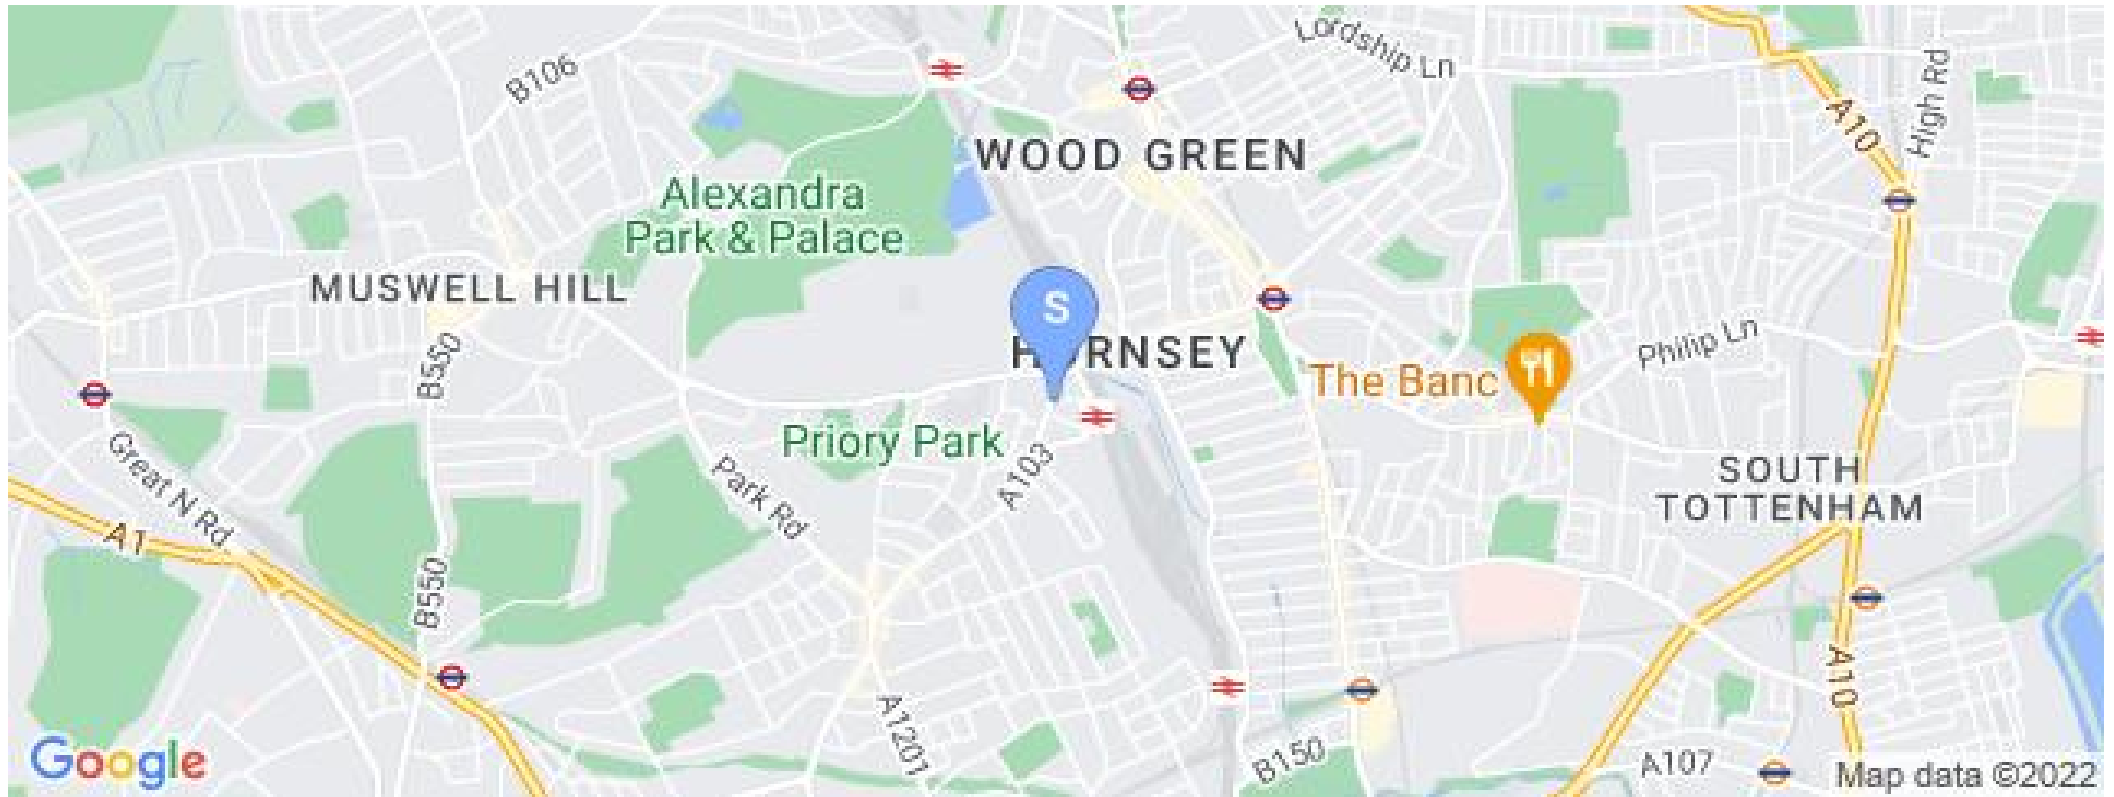 Lordship Ln
B106
High Rd
A10
WOOD GREEN
Alexandra
Park & Palace
MUSWELL HILL
S
HORNSEY
Philip Ln
B550
The Banc
Priory Park
A103
Park Rd
Great N Rd
SOUTH
TOTTENHAM
A1
B550
A10
A1201
B150
A107
Google
Map data ©2022